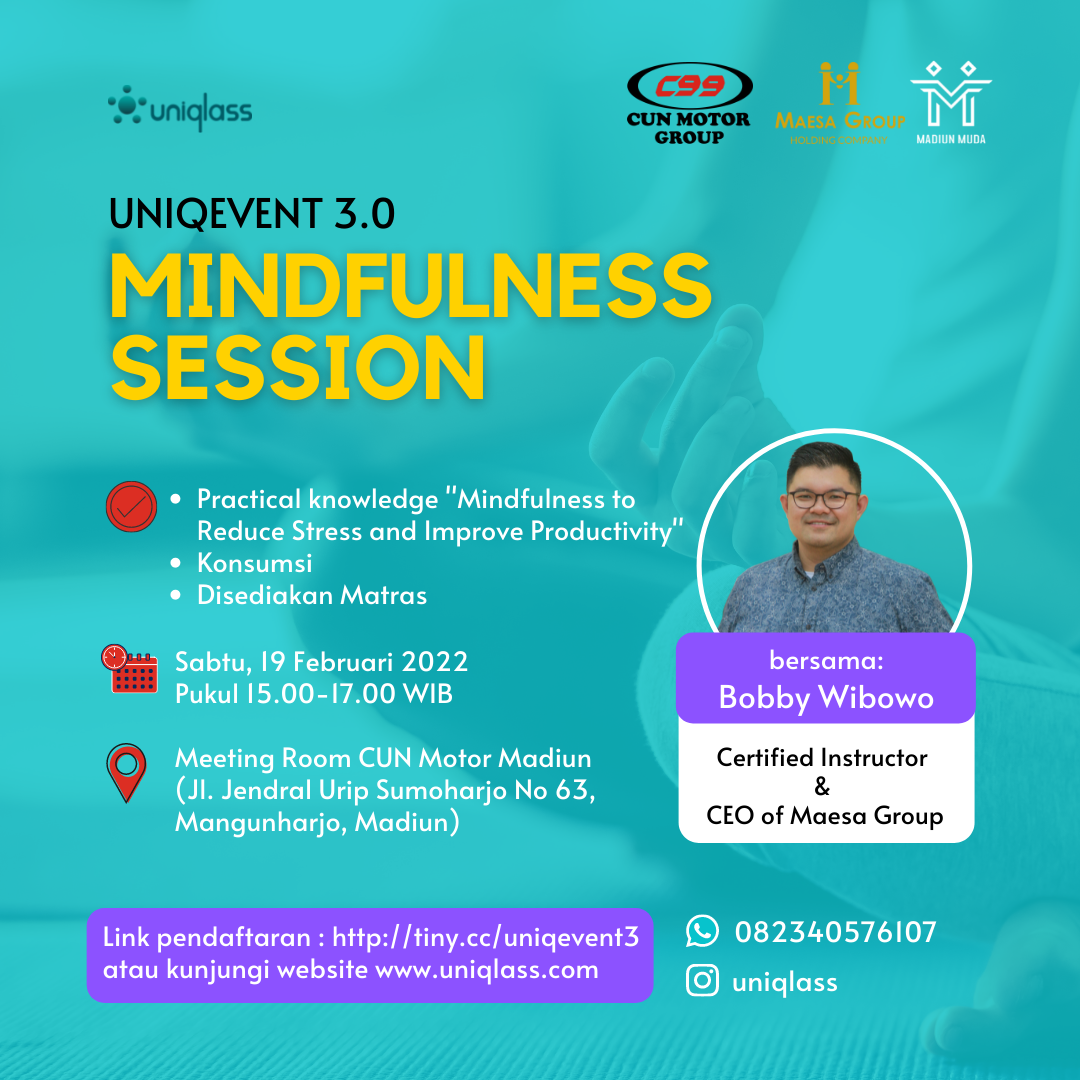 uniqlass
C99
CUN MOTOR
GROUP
MAESA GROUP
HOLDING COMPANY
MADIUN MUDA
UNIQEVENT 3.0
MINDFULNESS
SESSION
• Practical knowledge "Mindfulness to
Reduce Stress and Improve Productivity"
• Konsumsi
• Disediakan Matras
Sabtu, 19 Februari 2022
Pukul 15.00-17.00 WIB
Meeting Room CUN Motor Madiun
(Jl. Jendral Urip Sumoharjo No 63,
Mangunharjo, Madiun)
bersama:
Bobby Wibowo
Certified Instructor
&
CEO of Maesa Group
Link pendaftaran : http://tiny.cc/uniqevent3
atau kunjungi website www.uniqlass.com
082340576107
uniqlass